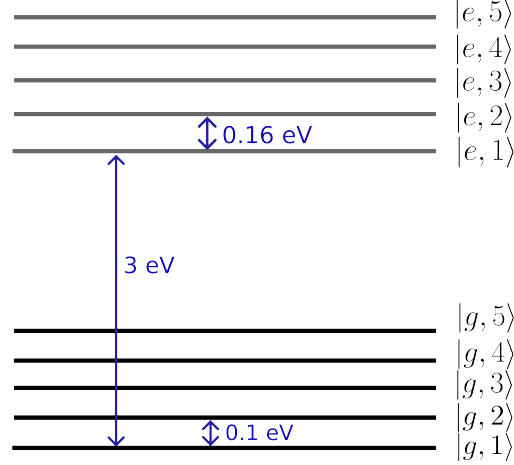 |e, 5⟩
|e, 4⟩
|e, 3⟩
|e, 2⟩
0.16 eV
|e, 1⟩
3 eV
|g, 5⟩
|g, 4⟩
|g, 3⟩
|g, 2⟩
0.1 eV
|g, 1⟩